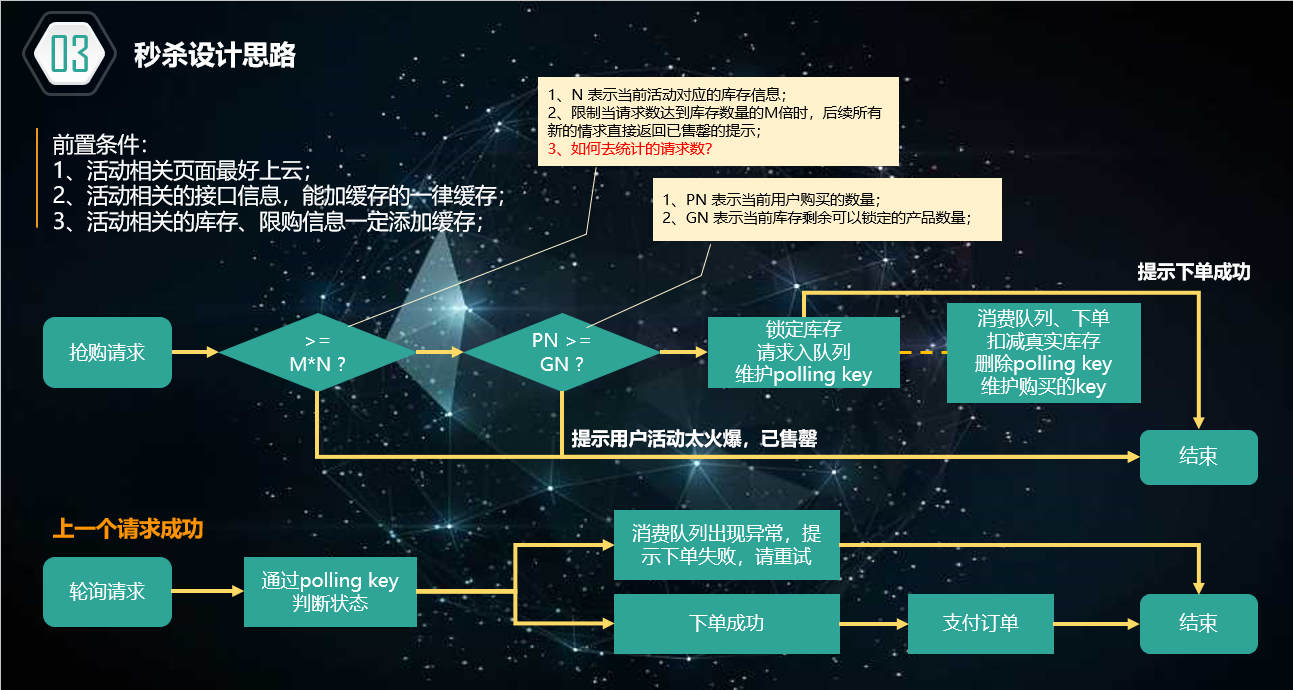 03
秒杀设计思路
1、N 表示当前活动对应的库存信息；
2、限制当请求数达到库存数量的M倍时，后续所有
新的情求直接返回已售罄的提示；
3、如何去统计的请求数？
前置条件：
1、活动相关页面最好上云；
2、活动相关的接口信息，能加缓存的一律缓存；
3、活动相关的库存、限购信息一定添加缓存；
1、PN 表示当前用户购买的数量；
2、GN 表示当前库存剩余可以锁定的产品数量；
提示下单成功
抢购请求
>=
M*N ?
PN >=
GN ?
锁定库存
请求入队列
维护polling key
消费队列、下单
扣减真实库存
删除polling key
维护购买的key
提示用户活动太火爆，已售罄
结束
上一个请求成功
轮询请求
通过polling key
判断状态
消费队列出现异常，提
示下单失败，请重试
下单成功
支付订单
结束